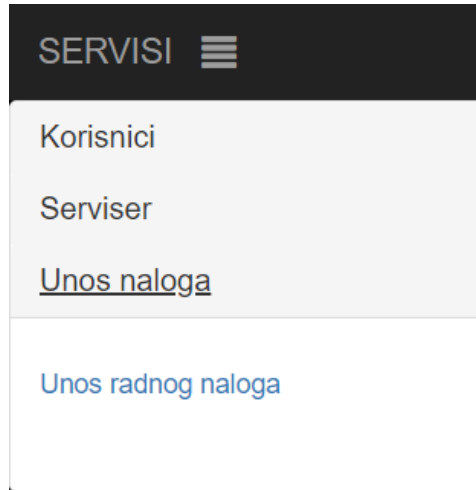 SERVISI
Korisnici
Serviser
Unos naloga
Unos radnog naloga